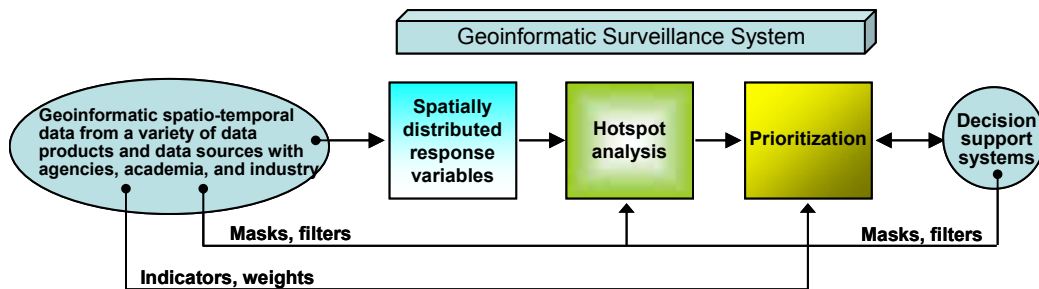 Geoinformatic Surveillance System
Geoinformatic spatio-temporal
data from a variety of data
products and data sources with
agencies, academia, and industry
Spatially
distributed
response
variables
Hotspot
analysis
Prioritization
Decision
support
systems
Masks, filters
Masks, filters
Indicators, weights